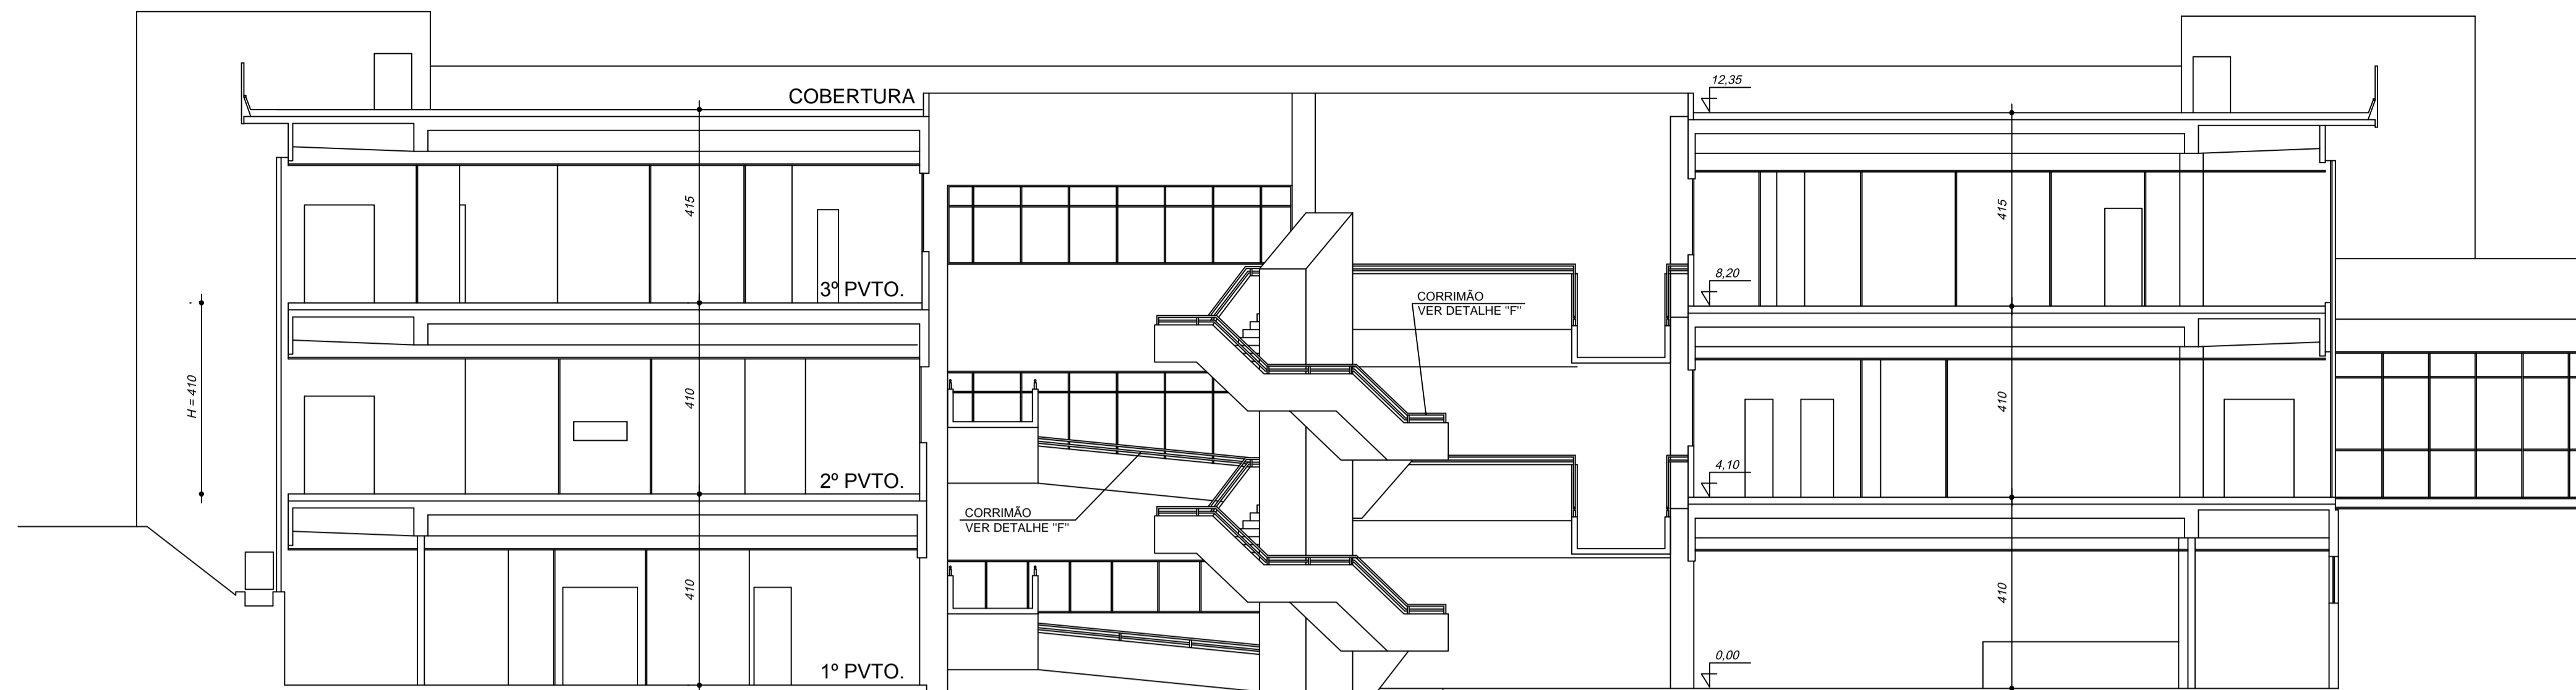 12,35
COBERTURA
415
415
8,20
3º PVTO.
CORRIMÃO
VER DETALHE "F"
H = 410
410
410
4,10
2º PVTO.
CORRIMÃO
VER DETALHE "F"
410
410
0,00
1º PVTO.